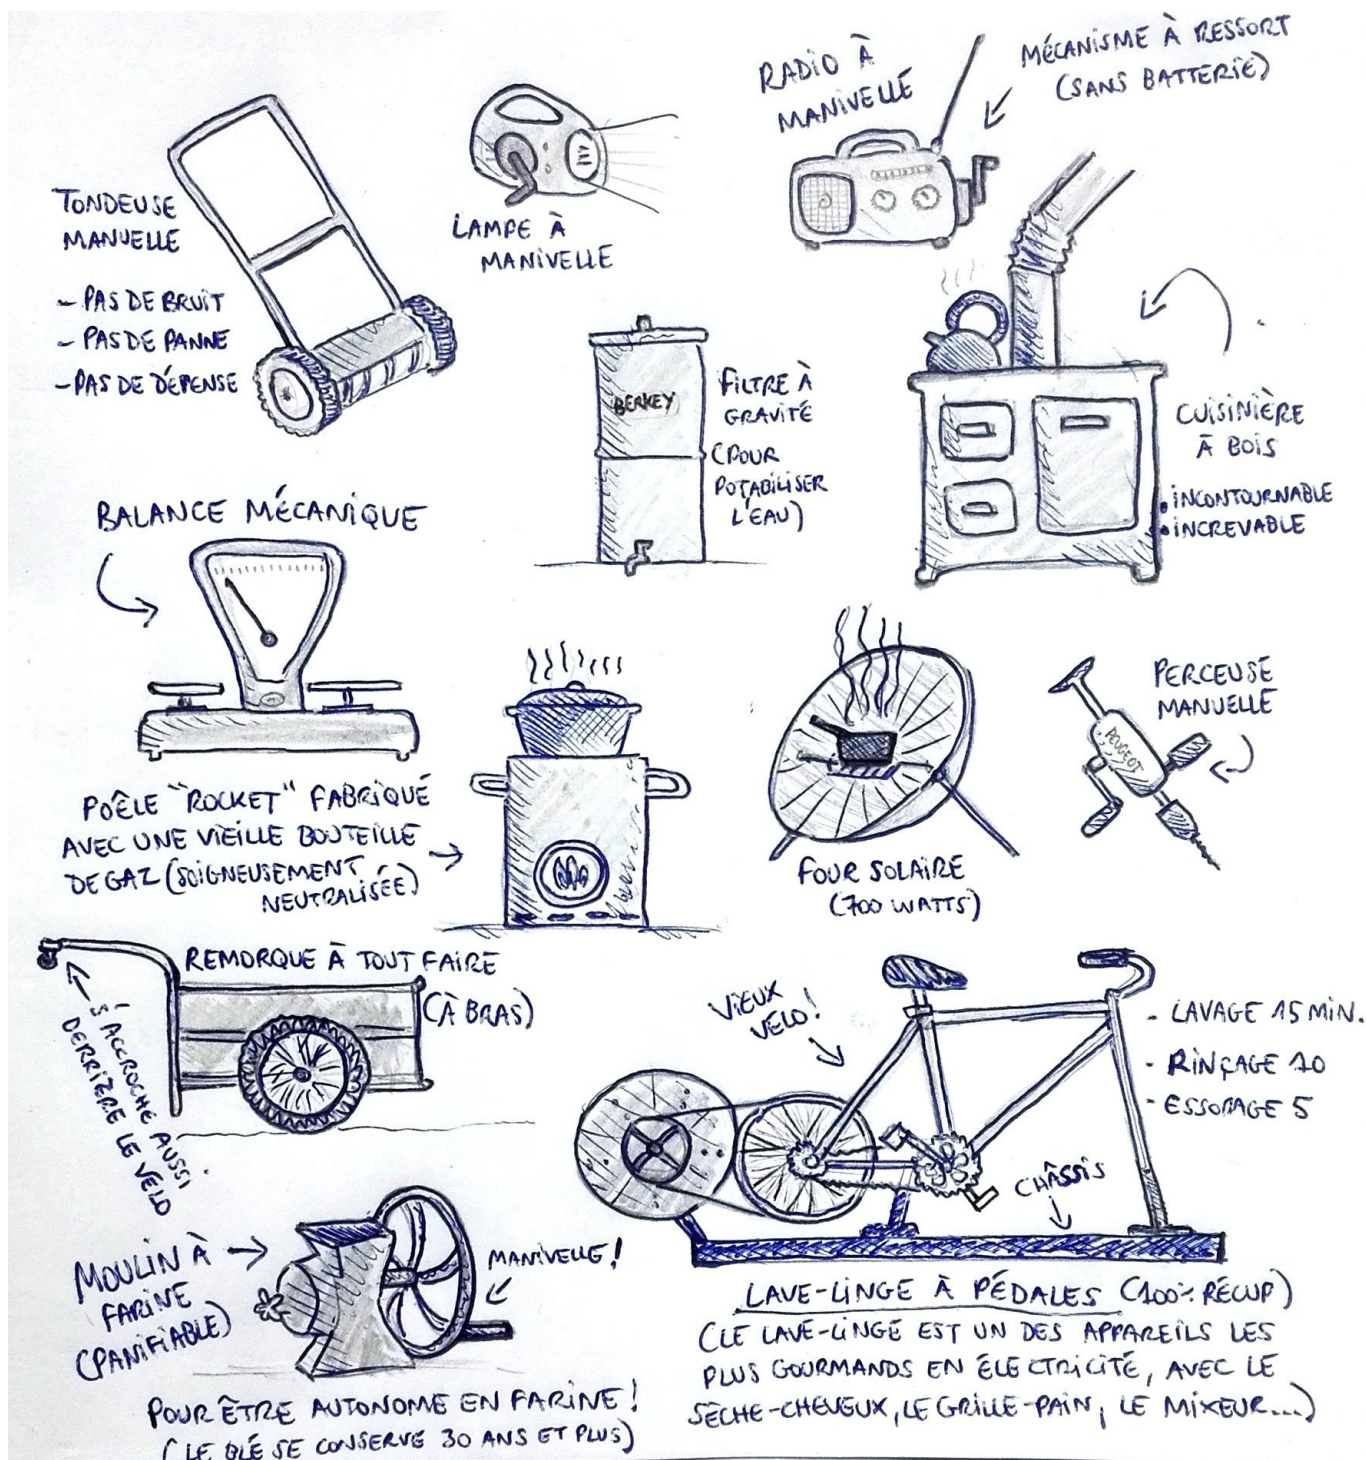 RADIO À
MANIVELLE
MÉCANISME À RESSORT
(SANS BATTERIE)
TONDEUSE
MANUELLE
- PAS DE BRUIT
- PAS DE PANNE
- PAS DE DÉPENSE
LAMPE À
MANIVELLE
BERKEY
FILTRE À
GRAVITÉ
(POUR
POTABILISER
L'EAU)
CUISINIÈRE
À BOIS
• INCONTOURNABLE
• INCREVABLE
BALANCE MÉCANIQUE
POÊLE "ROCKET" FABRIQUÉ
AVEC UNE VIEILLE BOUTEILLE
DE GAZ (SOIGNEUSEMENT
NEUTRALISÉE)
FOUR SOLAIRE
(700 WATTS)
PERCEUSE
MANUELLE
PEUGEOT
REMORQUE À TOUT FAIRE
(À BRAS)
S'ACCROCHE AUSSI
DERRIÈRE LE VÉLO
VIEUX
VÉLO!
- LAVAGE 15 MIN.
- RINÇAGE 10
- ESSORAGE 5
CHÂSSIS
MOULIN À
FARINE
(PANIFIABLE)
MANIVELLE!
POUR ÊTRE AUTONOME EN FARINE!
(LE BLÉ SE CONSERVE 30 ANS ET PLUS)
LAVE-LINGE À PÉDALES (100% RÉCUP)
(LE LAVE-LINGE EST UN DES APPAREILS LES
PLUS GOURMANDS EN ÉLECTRICITÉ, AVEC LE
SÈCHE-CHEVEUX, LE GRILLE-PAIN, LE MIXEUR...)